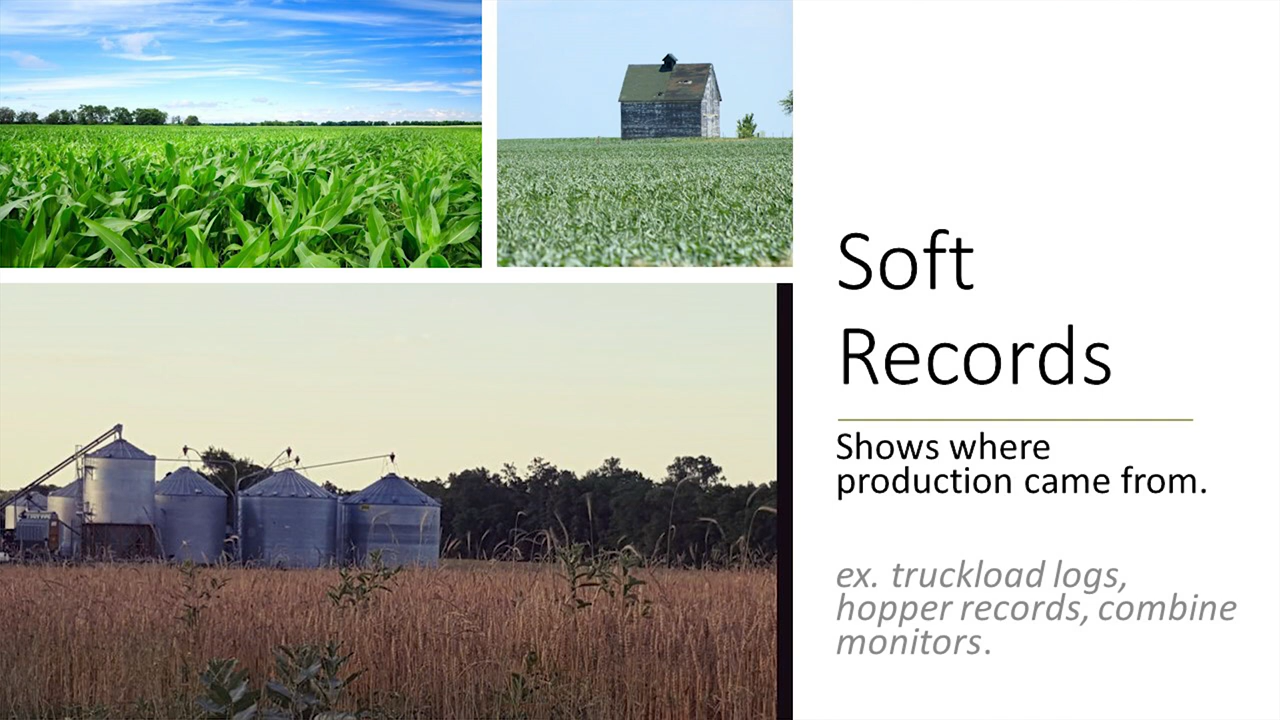 Soft
Records
Shows where
production came from.
ex. truckload logs,
hopper records, combine
monitors.